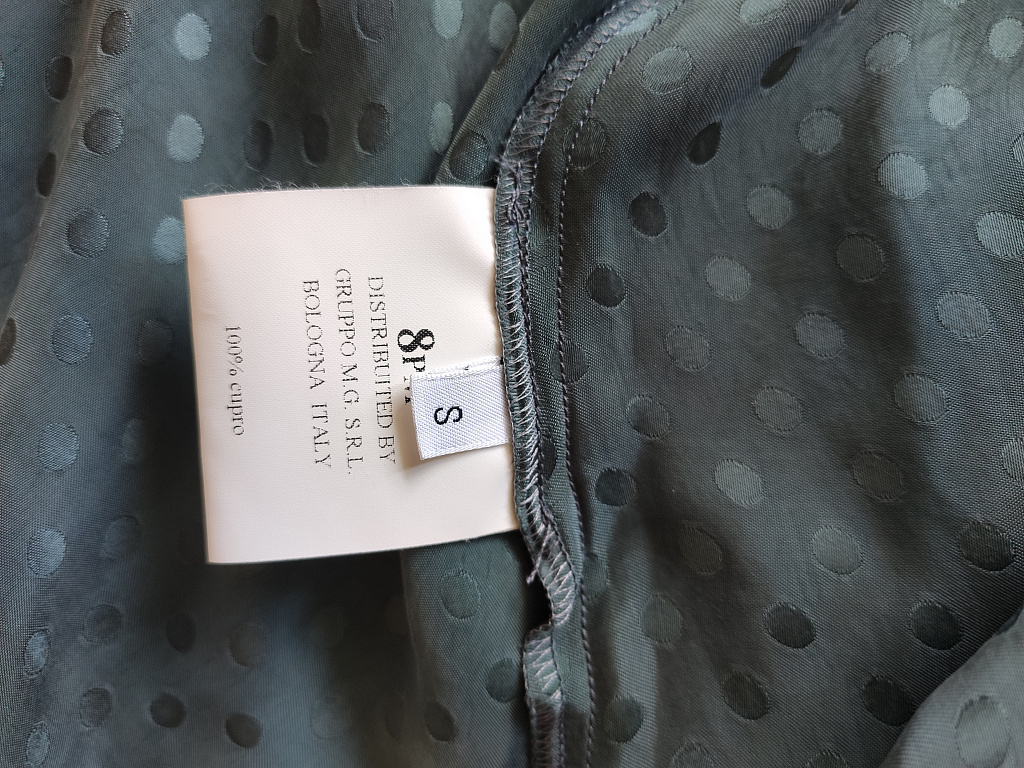 S
DISTRIBUTED BY
GRUPPO M.G. S.R.L.
BOLOGNA ITALY
100% cupro